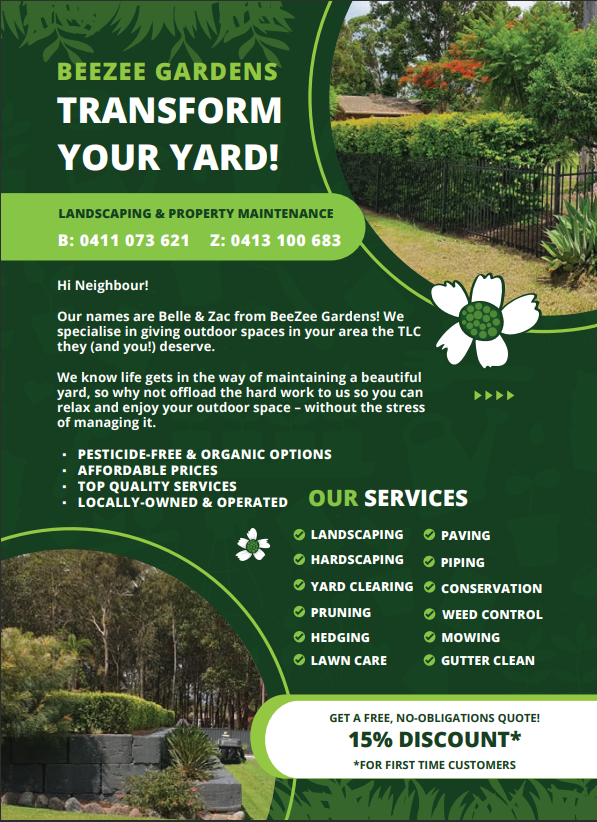 BEEZEE GARDENS
TRANSFORM
YOUR YARD!
LANDSCAPING & PROPERTY MAINTENANCE
B: 0411 073 621 Z: 0413 100 683
Hi Neighbour!
Our names are Belle & Zac from BeeZee Gardens! We
specialise in giving outdoor spaces in your area the TLC
they (and you!) deserve.
We know life gets in the way of maintaining a beautiful
yard, so why not offload the hard work to us so you can
relax and enjoy your outdoor space – without the stress
of managing it.
· PESTICIDE-FREE & ORGANIC OPTIONS
· AFFORDABLE PRICES
· TOP QUALITY SERVICES
· LOCALLY-OWNED & OPERATED
OUR SERVICES
LANDSCAPING
HARDSCAPING
YARD CLEARING
PRUNING
HEDGING
LAWN CARE
PAVING
PIPING
CONSERVATION
WEED CONTROL
MOWING
GUTTER CLEAN
GET A FREE, NO-OBLIGATIONS QUOTE!
15% DISCOUNT*
*FOR FIRST TIME CUSTOMERS